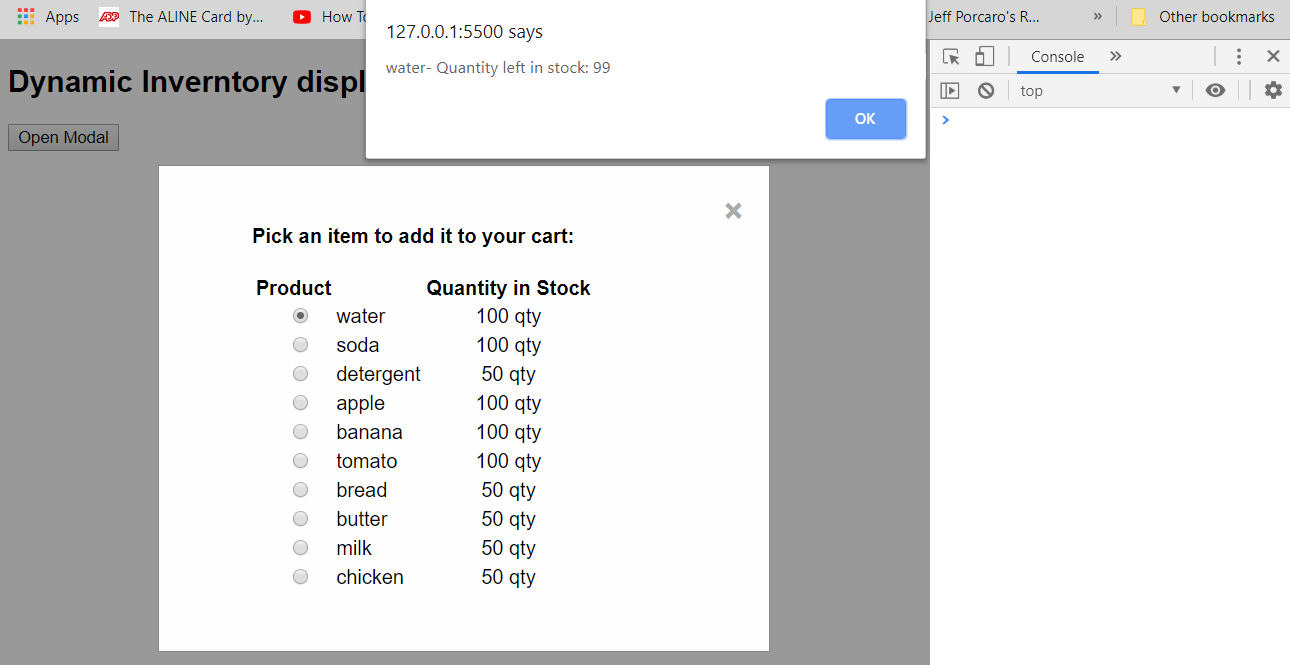 Apps
ADP The ALINE Card by...
How To
Jeff Porcaro's R...
»
Other bookmarks
127.0.0.1:5500 says
water- Quantity left in stock: 99
OK
Dynamic Inverntory displ
Open Modal
×
Pick an item to add it to your cart:
Product Quantity in Stock
water 100 qty
soda 100 qty
detergent 50 qty
apple 100 qty
banana 100 qty
tomato 100 qty
bread 50 qty
butter 50 qty
milk 50 qty
chicken 50 qty
Console »
top